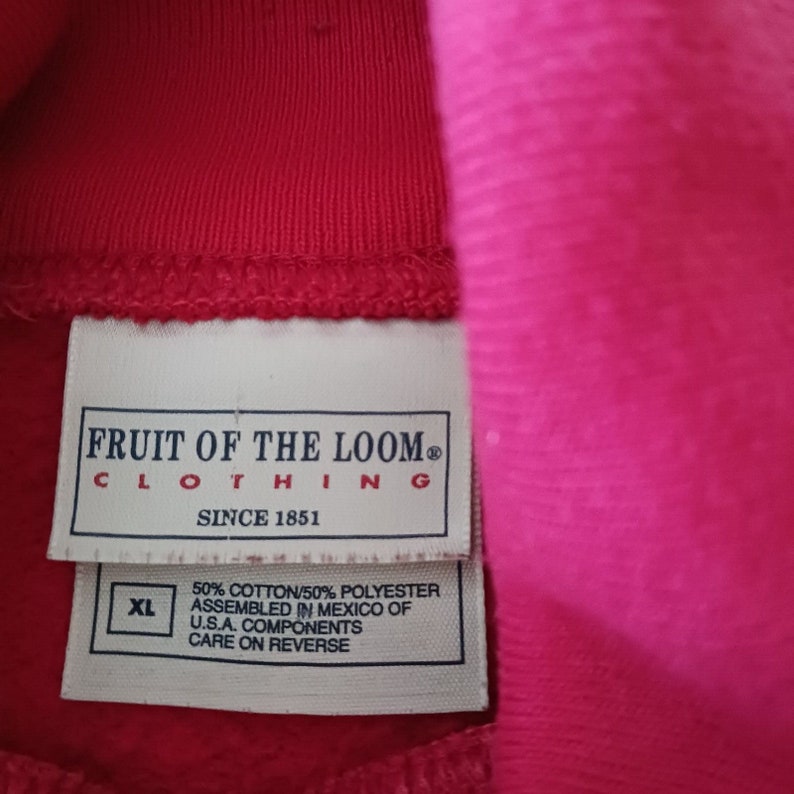 FRUIT OF THE LOOM®
CLOTHING
SINCE 1851
XL
50% COTTON/50% POLYESTER
ASSEMBLED IN MEXICO OF
U.S.A. COMPONENTS
CARE ON REVERSE